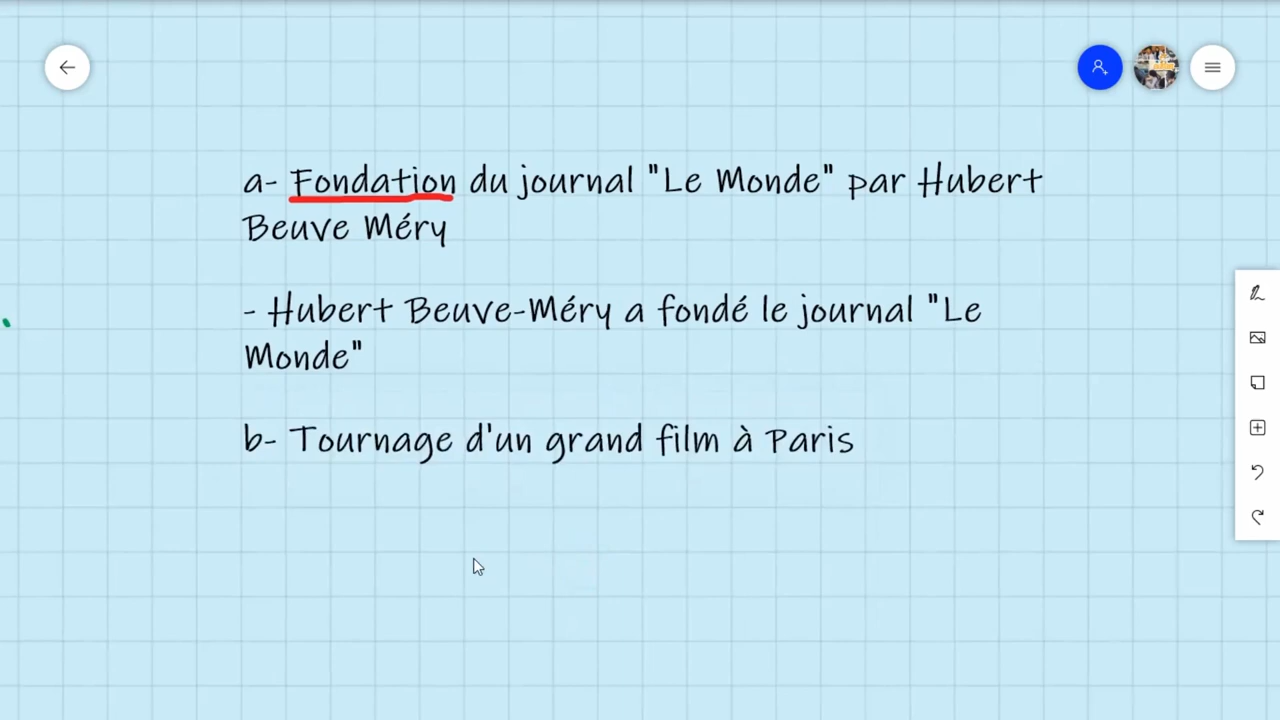 a- Fondation du journal "Le Monde" par Hubert
Beuve Méry
- Hubert Beuve-Méry a fondé le journal "Le
Monde"
b- Tournage d'un grand film à Paris